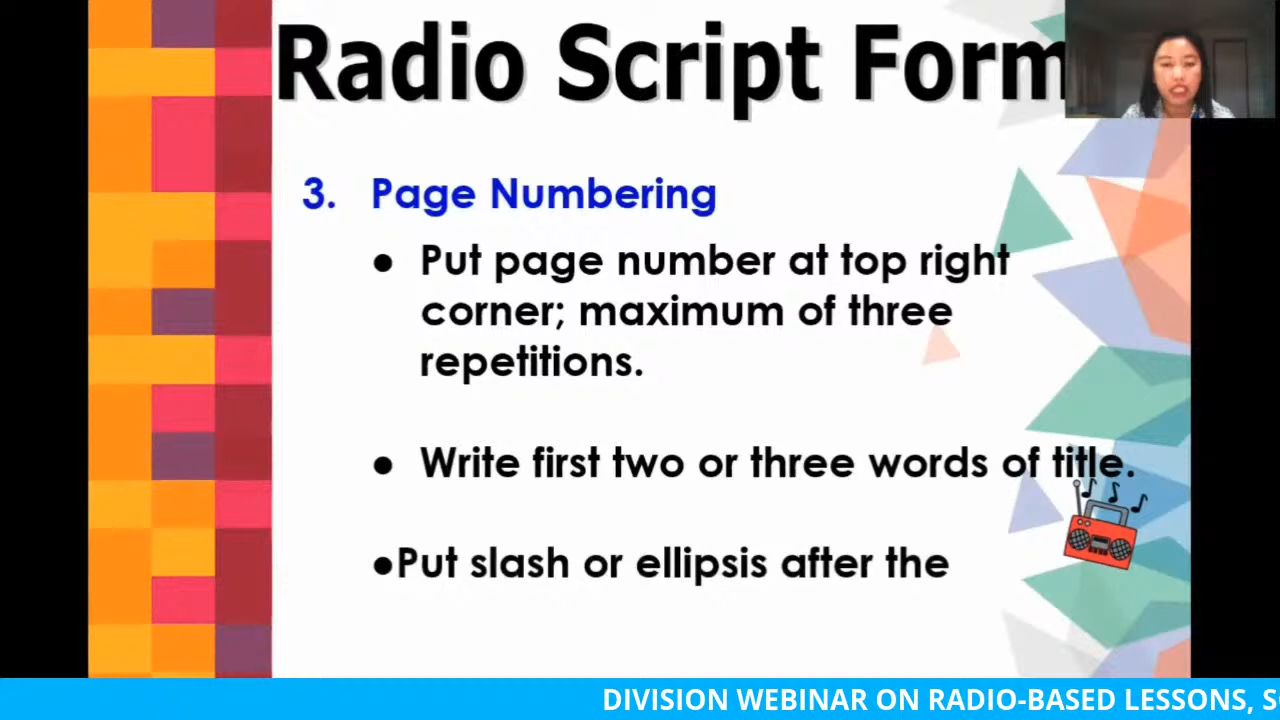 Radio Script Form
3. Page Numbering
● Put page number at top right
corner; maximum of three
repetitions.
● Write first two or three words of title.
●Put slash or ellipsis after the
DIVISION WEBINAR ON RADIO-BASED LESSONS, S